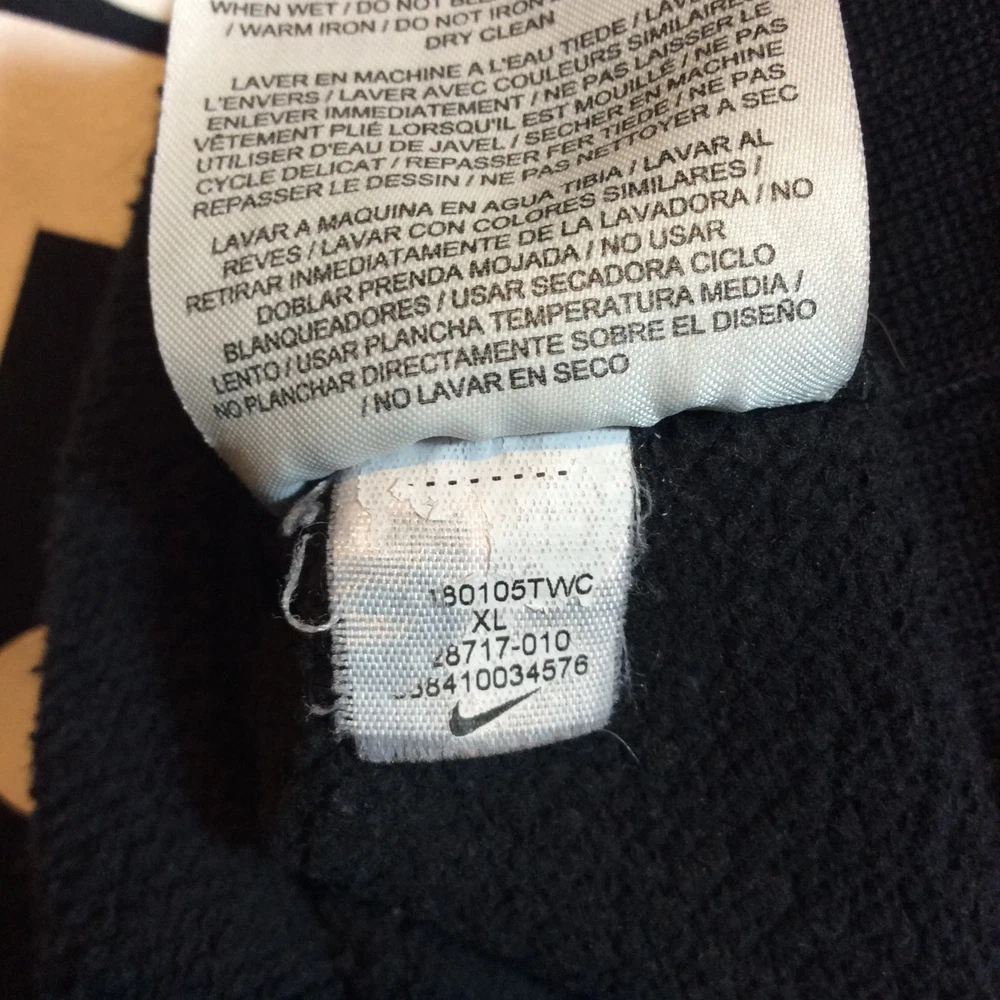 WHEN WET / DO NOT
/ WARM IRON / DO NOT IRON
DRY CLEAN
LAVER EN MACHINE A L'EAU TIEDE / LAVER
L'ENVERS / LAVER AVEC COULEURS SIMILAIRES
ENLEVER IMMEDIATEMENT / NE PAS LAISSER LE
VÊTEMENT PLIÉ LORSQU'IL EST MOUILLE / NE PAS
UTILISER D'EAU DE JAVEL / SECHER EN MACHINE
CYCLE DELICAT / REPASSER FER TIEDE / NE PAS
REPASSER LE DESSIN / NE PAS NETTOYER A SEC
LAVAR A MAQUINA EN AGUA TIBIA / LAVAR AL
REVES / LAVAR CON COLORES SIMILARES /
RETIRAR INMEDIATAMENTE DE LA LAVADORA / NO
DOBLAR PRENDA MOJADA / NO USAR
BLANQUEADORES / USAR SECADORA CICLO
LENTO / USAR PLANCHA TEMPERATURA MEDIA /
NO PLANCHAR DIRECTAMENTE SOBRE EL DISEÑO
/ NO LAVAR EN SECO
180105TWC
XL
28717-010
8410034576